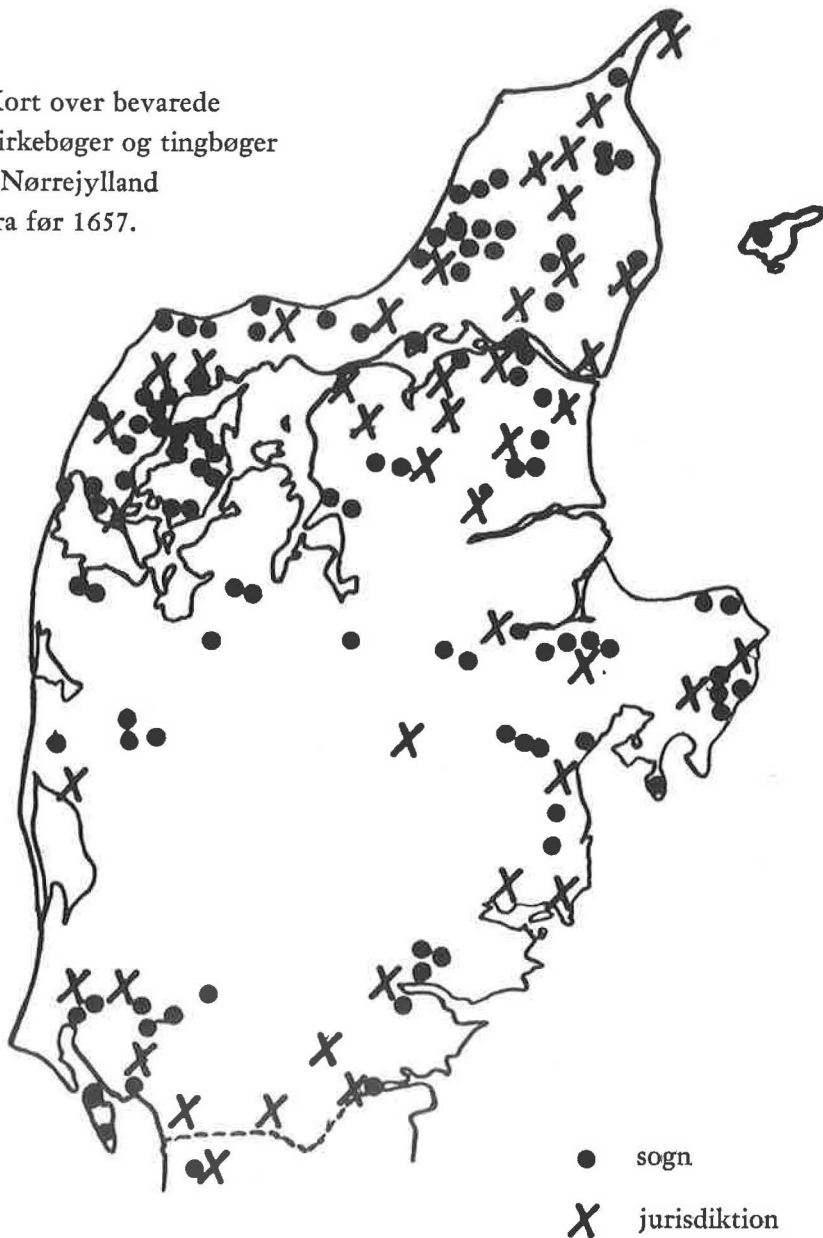 Kort over bevarede
irkebøger og tingbøger
Nørrejylland
ra før 1657.
sogn
jurisdiktion